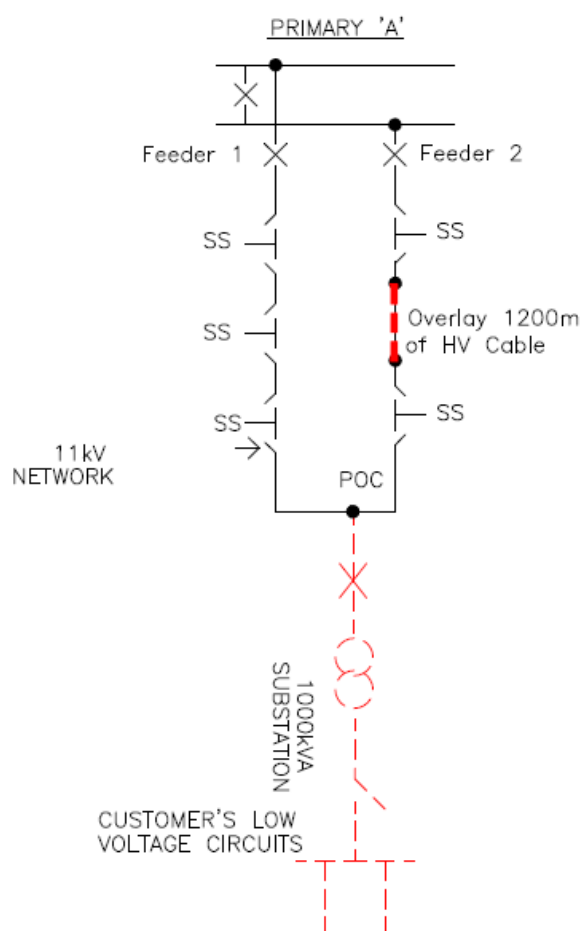 PRIMARY 'A'
Feeder 1
Feeder 2
SS
SS
SS
Overlay 1200m
of HV Cable
SS
SS
11kV
NETWORK
POC
1000kVA
SUBSTATION
CUSTOMER'S LOW
VOLTAGE CIRCUITS